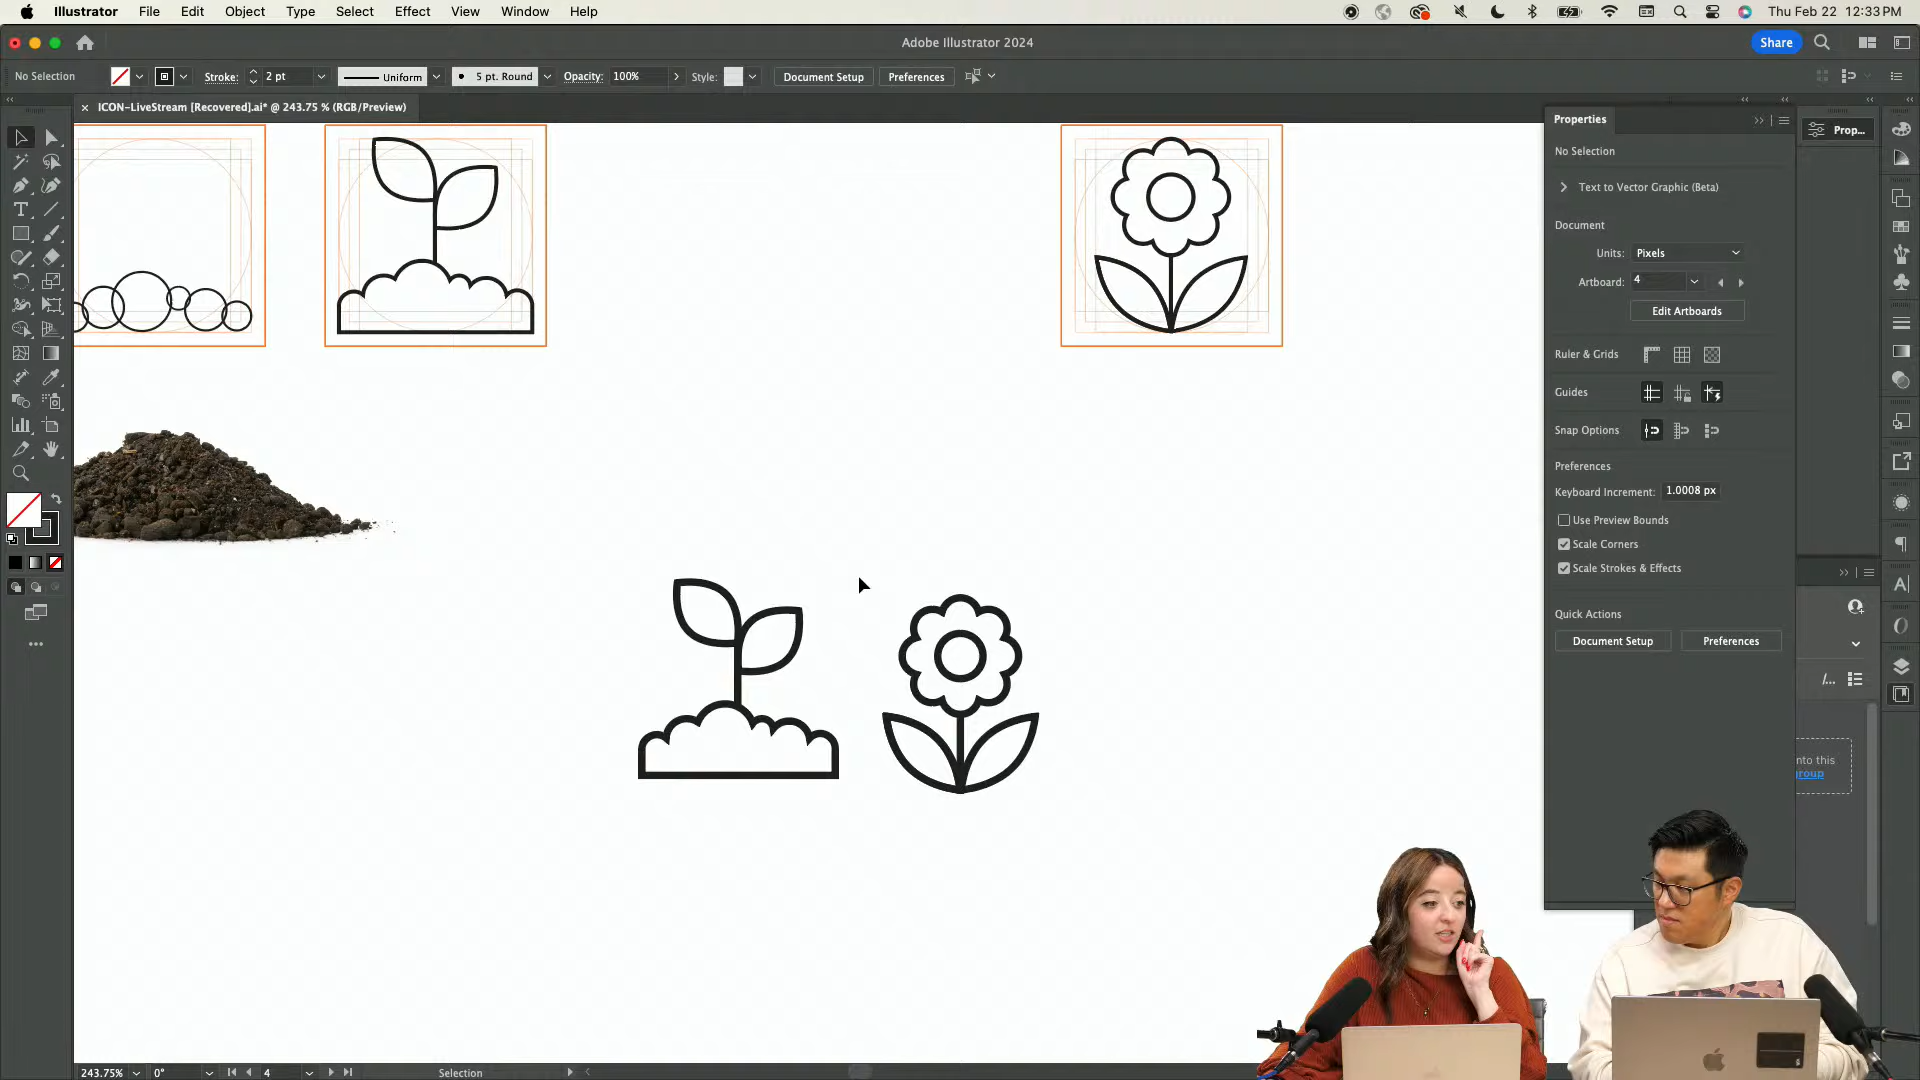 Illustrator File Edit Object Type Select Effect View Window Help
Thu Feb 22 12:33 PM
Adobe Illustrator 2024
Share
No Selection
Stroke: 2 pt
Uniform
5 pt. Round
Opacity: 100%
Style:
Document Setup
Preferences
ICON-LiveStream [Recovered].ai* @ 243.75 % (RGB/Preview)
Properties
Prop...
No Selection
Text to Vector Graphic (Beta)
Document
Units: Pixels
Artboard: 4
Edit Artboards
Ruler & Grids
Guides
Snap Options
Preferences
Keyboard Increment: 1.0008 px
Use Preview Bounds
Scale Corners
Scale Strokes & Effects
Quick Actions
Document Setup
Preferences
/...
nto this
group
243.75%
0°
4
Selection